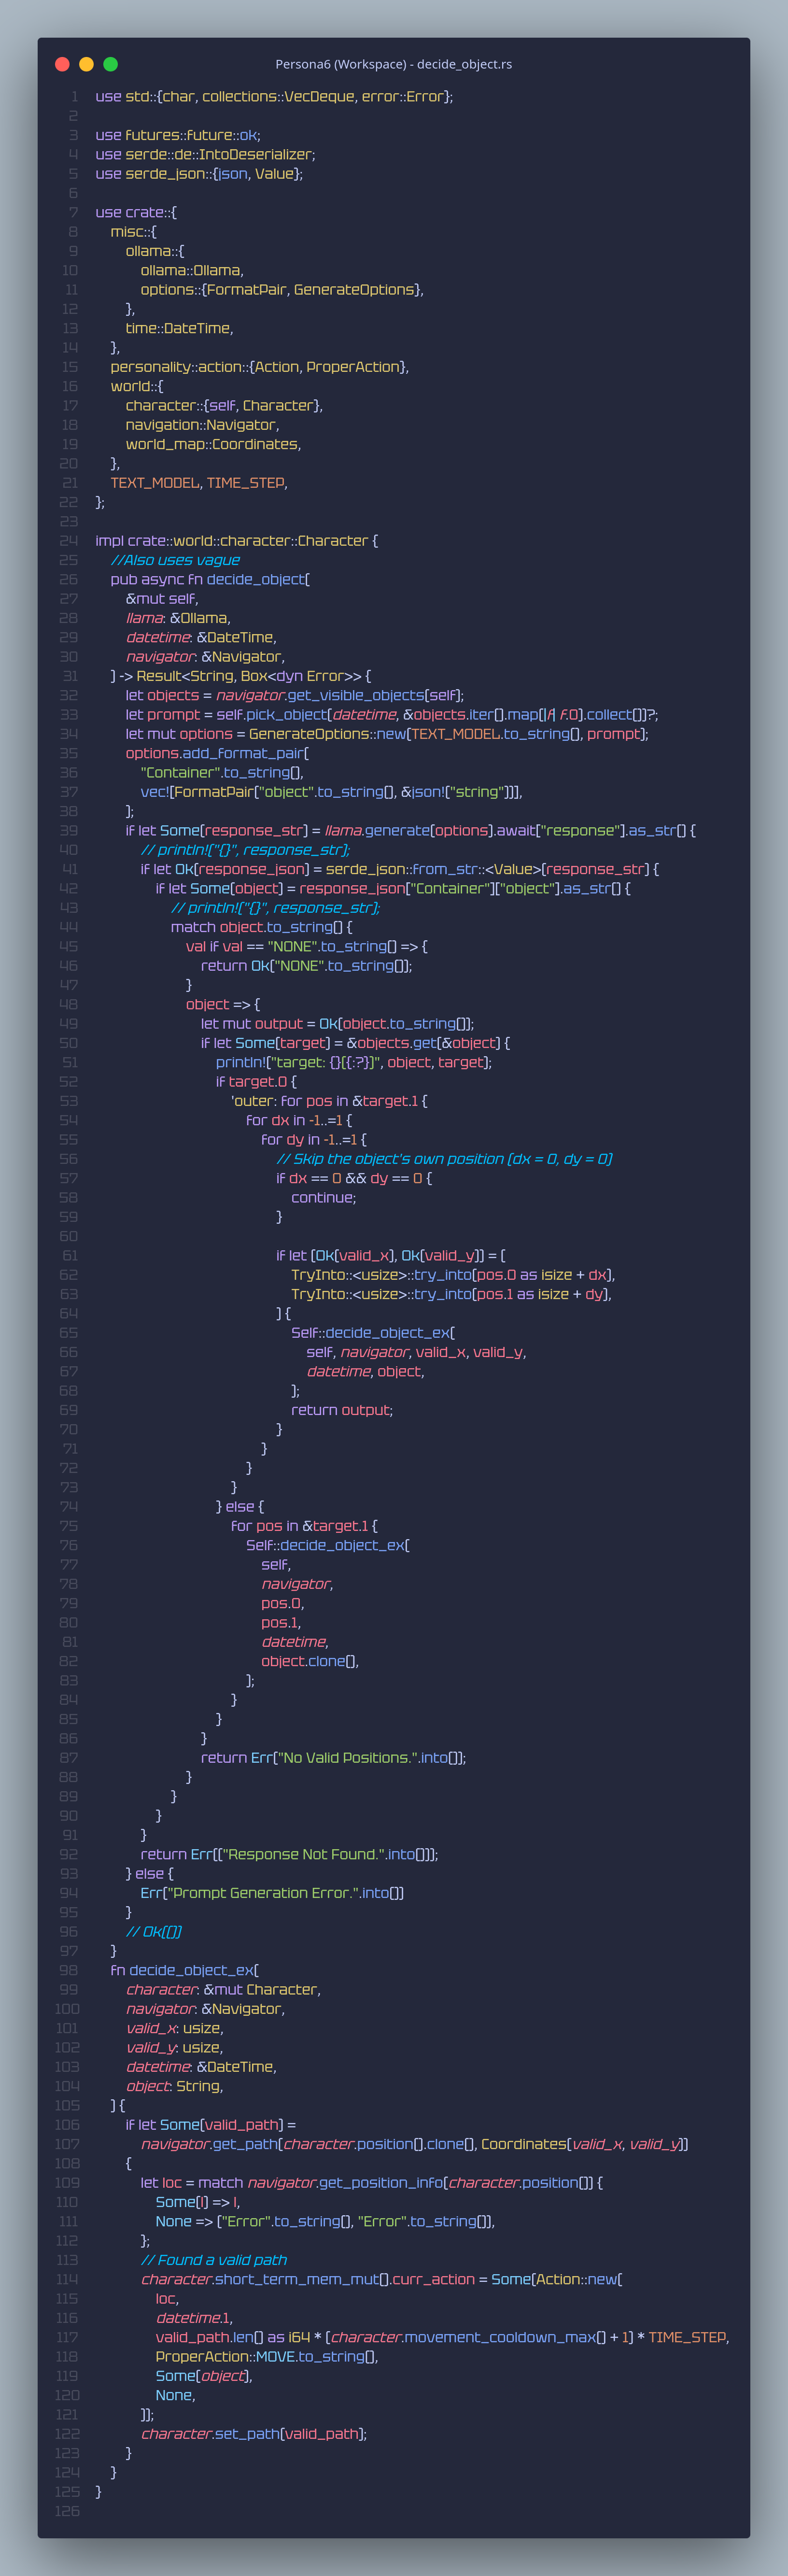 Persona6 (Workspace) - decide_object.rs
1 use std::{char, collections::VecDeque, error::Error};
2
3 use futures::future::ok;
4 use serde::de::IntoDeserializer;
5 use serde_json::{json, Value};
6
7 use crate::{
8     misc::{
9         ollama::{
10             ollama::Ollama,
11             options::{FormatPair, GenerateOptions},
12         },
13         time::DateTime,
14     },
15     personality::action::{Action, ProperAction},
16     world::{
17         character::{self, Character},
18         navigation::Navigator,
19         world_map::Coordinates,
20     },
21     TEXT_MODEL, TIME_STEP,
22 };
23
24 impl crate::world::character::Character {
25     //Also uses vague
26     pub async fn decide_object(
27         &mut self,
28         llama: &Ollama,
29         datetime: &DateTime,
30         navigator: &Navigator,
31     ) -> Result<String, Box<dyn Error>> {
32         let objects = navigator.get_visible_objects(self);
33         let prompt = self.pick_object(datetime, &objects.iter().map(|f| f.0).collect())?;
34         let mut options = GenerateOptions::new(TEXT_MODEL.to_string(), prompt);
35         options.add_format_pair(
36             "Container".to_string(),
37             vec![FormatPair("object".to_string(), &json!("string"))],
38         );
39         if let Some(response_str) = llama.generate(options).await["response"].as_str() {
40             // println!("{}", response_str);
41             if let Ok(response_json) = serde_json::from_str::<Value>(response_str) {
42                 if let Some(object) = response_json["Container"]["object"].as_str() {
43                     // println!("{}", response_str);
44                     match object.to_string() {
45                         val if val == "NONE".to_string() => {
46                             return Ok("NONE".to_string());
47                         }
48                         object => {
49                             let mut output = Ok(object.to_string());
50                             if let Some(target) = &objects.get(&object) {
51                                 println!("target: {}({:?})", object, target);
52                                 if target.0 {
53                                     'outer: for pos in &target.1 {
54                                         for dx in -1..=1 {
55                                             for dy in -1..=1 {
56                                                 // Skip the object's own position (dx = 0, dy = 0)
57                                                 if dx == 0 && dy == 0 {
58                                                     continue;
59                                                 }
60
61                                                 if let (Ok(valid_x), Ok(valid_y)) = (
62                                                     TryInto::<usize>::try_into(pos.0 as isize + dx),
63                                                     TryInto::<usize>::try_into(pos.1 as isize + dy),
64                                                 ) {
65                                                     Self::decide_object_ex(
66                                                         self, navigator, valid_x, valid_y,
67                                                         datetime, object,
68                                                     );
69                                                     return output;
70                                                 }
71                                             }
72                                         }
73                                     }
74                                 } else {
75                                     for pos in &target.1 {
76                                         Self::decide_object_ex(
77                                             self,
78                                             navigator,
79                                             pos.0,
80                                             pos.1,
81                                             datetime,
82                                             object.clone(),
83                                         );
84                                     }
85                                 }
86                             }
87                             return Err("No Valid Positions.".into());
88                         }
89                     }
90                 }
91             }
92             return Err(("Response Not Found.".into()));
93         } else {
94             Err("Prompt Generation Error.".into())
95         }
96         // Ok(())
97     }
98     fn decide_object_ex(
99         character: &mut Character,
100         navigator: &Navigator,
101         valid_x: usize,
102         valid_y: usize,
103         datetime: &DateTime,
104         object: String,
105     ) {
106         if let Some(valid_path) =
107             navigator.get_path(character.position().clone(), Coordinates(valid_x, valid_y))
108         {
109             let loc = match navigator.get_position_info(character.position()) {
110                 Some(l) => l,
111                 None => ("Error".to_string(), "Error".to_string()),
112             };
113             // Found a valid path
114             character.short_term_mem_mut().curr_action = Some(Action::new(
115                 loc,
116                 datetime.1,
117                 valid_path.len() as i64 * (character.movement_cooldown_max() + 1) * TIME_STEP,
118                 ProperAction::MOVE.to_string(),
119                 Some(object),
120                 None,
121             ));
122             character.set_path(valid_path);
123         }
124     }
125 }
126